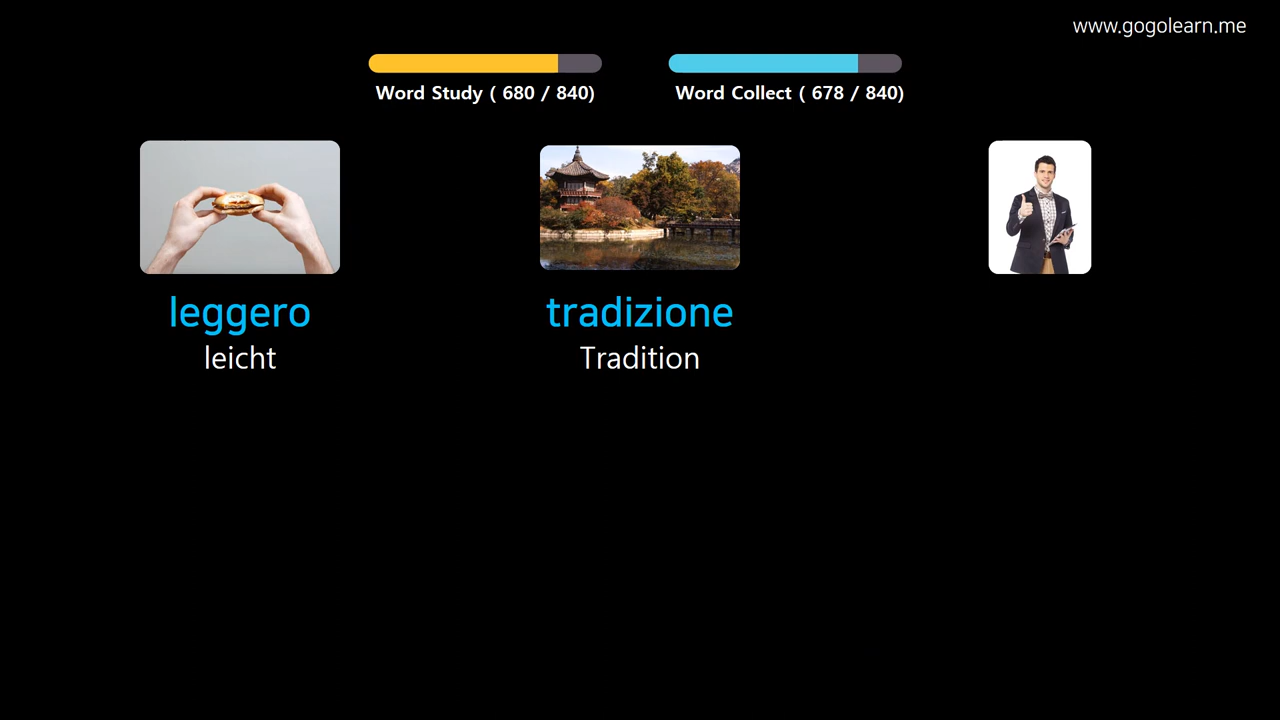 www.gogolearn.me
Word Study ( 680 / 840)
Word Collect ( 678 / 840)
leggero
leicht
tradizione
Tradition